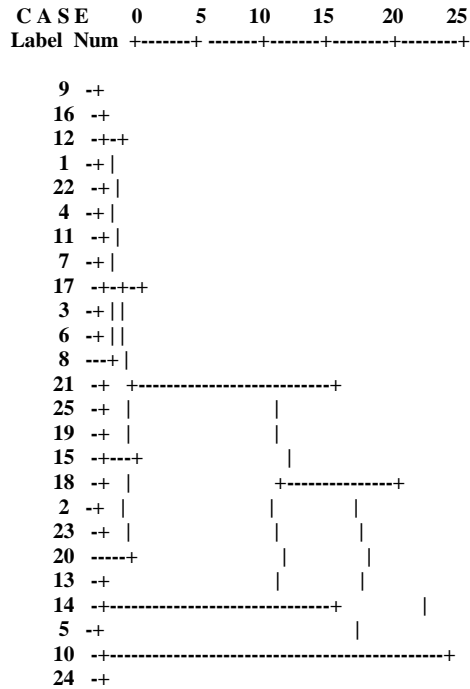 C A S E 0 5 10 15 20 25
Label Num +-------+ -------+--------+--------+--------+--------+
9 -+
16 -+
12 -+-+
1 -+ |
22 -+ |
4 -+ |
11 -+ |
7 -+ |
17 -+-+-+
3 -+ | |
6 -+ | |
8 ---+ |
21 -+ +-----------------------------+
25 -+ | |
19 -+ | |
15 -+---+ |
18 -+ | +----------------+
2 -+ | | |
23 -+ | | |
20 -----+ | |
13 -+ | |
14 -+---------------------------------+ |
5 -+ |
10 -+--------------------------------------------------+
24 -+